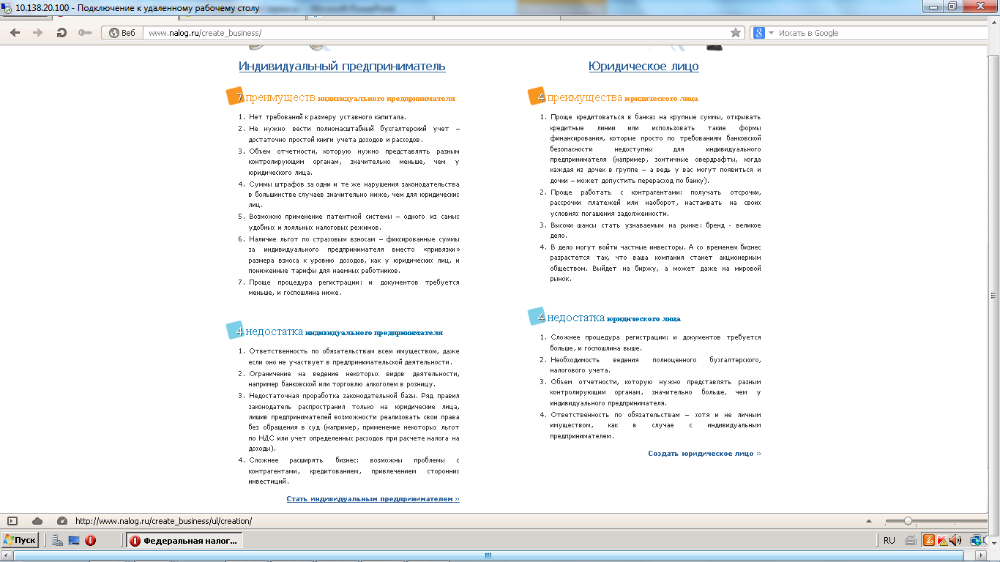 10.138.20.100 - Подключение к удаленному рабочему столу
Веб
www.nalog.ru/create_business/
Искать в Google
Индивидуальный предприниматель
7 преимуществ индивидуального предпринимателя
1. Нет требований к размеру уставного капитала.
2. Не нужно вести полномасштабный бухгалтерский учет –
достаточно простой книги учета доходов и расходов.
3. Объем отчетности, которую нужно представлять разным
контролирующим органам, значительно меньше, чем у
юридического лица.
4. Суммы штрафов за одни и те же нарушения законодательства
в большинстве случаев значительно ниже, чем для юридических
лиц.
5. Возможно применение патентной системы – одного из самых
удобных и лояльных налоговых режимов.
6. Наличие льгот по страховым взносам – фиксированные суммы
за индивидуального предпринимателя вместо «привязки»
размера взноса к уровню доходов, как у юридических лиц, и
пониженные тарифы для наемных работников.
7. Проще процедура регистрации: и документов требуется
меньше, и госпошлина ниже.
4 недостатка индивидуального предпринимателя
1. Ответственность по обязательствам всем имуществом, даже
если оно не участвует в предпринимательской деятельности.
2. Ограничение на ведение некоторых видов деятельности,
например банковской или торговлю алкоголем в розницу.
3. Недостаточная проработка законодательной базы. Ряд правил
законодатель распространил только на юридические лица,
лишив предпринимателей возможности реализовать свои права
без обращения в суд (например, применение некоторых льгот
по НДС или учет определенных расходов при расчете налога на
доходы).
4. Сложнее расширять бизнес: возможны проблемы с
контрагентами, кредитованием, привлечением сторонних
инвестиций.
Стать индивидуальным предпринимателем »
Юридическое лицо
4 преимущества юридического лица
1. Проще кредитоваться в банках на крупные суммы, открывать
кредитные линии или использовать такие формы
финансирования, которые просто по требованиям банковской
безопасности недоступны для индивидуального
предпринимателя (например, зонтичные овердрафты, когда
каждая из дочек в группе – а ведь у вас могут появиться и
дочки – может допустить перерасход по банку).
2. Проще работать с контрагентами: получать отсрочки,
рассрочки платежей или наоборот, настаивать на своих
условиях погашения задолженности.
3. Высоки шансы стать узнаваемым на рынке: бренд - великое
дело.
4. В дело могут войти частные инвесторы. А со временем бизнес
разрастется так, что ваша компания станет акционерным
обществом. Выйдет на биржу, а может даже на мировой
рынок.
4 недостатка юридического лица
1. Сложнее процедура регистрации: и документов требуется
больше, и госпошлина выше.
2. Необходимость ведения полноценного бухгалтерского,
налогового учета.
3. Объем отчетности, которую нужно представлять разным
контролирующим органам, значительно больше, чем у
индивидуального предпринимателя.
4. Ответственность по обязательствам – хотя и не личным
имуществом, как в случае с индивидуальным
предпринимателем.
Создать юридическое лицо »
http://www.nalog.ru/create_business/ul/creation/
Пуск
Федеральная налог...
RU